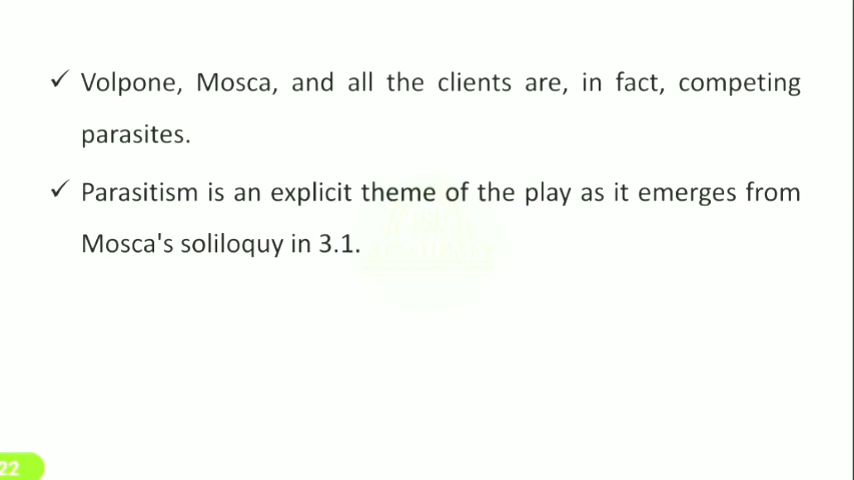 ✓ Volpone, Mosca, and all the clients are, in fact, competing
parasites.
✓ Parasitism is an explicit theme of the play as it emerges from
Mosca's soliloquy in 3.1.
22